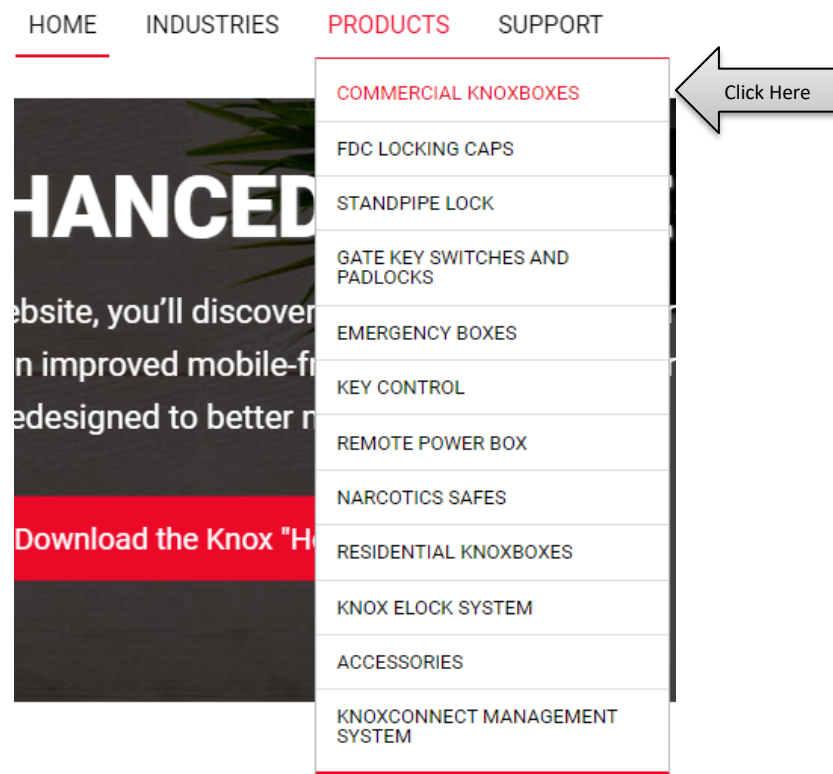 HOME INDUSTRIES PRODUCTS SUPPORT
COMMERCIAL KNOXBOXES
Click Here
FDC LOCKING CAPS
STANDPIPE LOCK
GATE KEY SWITCHES AND
PADLOCKS
EMERGENCY BOXES
KEY CONTROL
REMOTE POWER BOX
NARCOTICS SAFES
RESIDENTIAL KNOXBOXES
KNOX ELOCK SYSTEM
ACCESSORIES
KNOXCONNECT MANAGEMENT
SYSTEM
HANCED
ebsite, you’ll discover
n improved mobile-fr
edesigned to better
Download the Knox "H